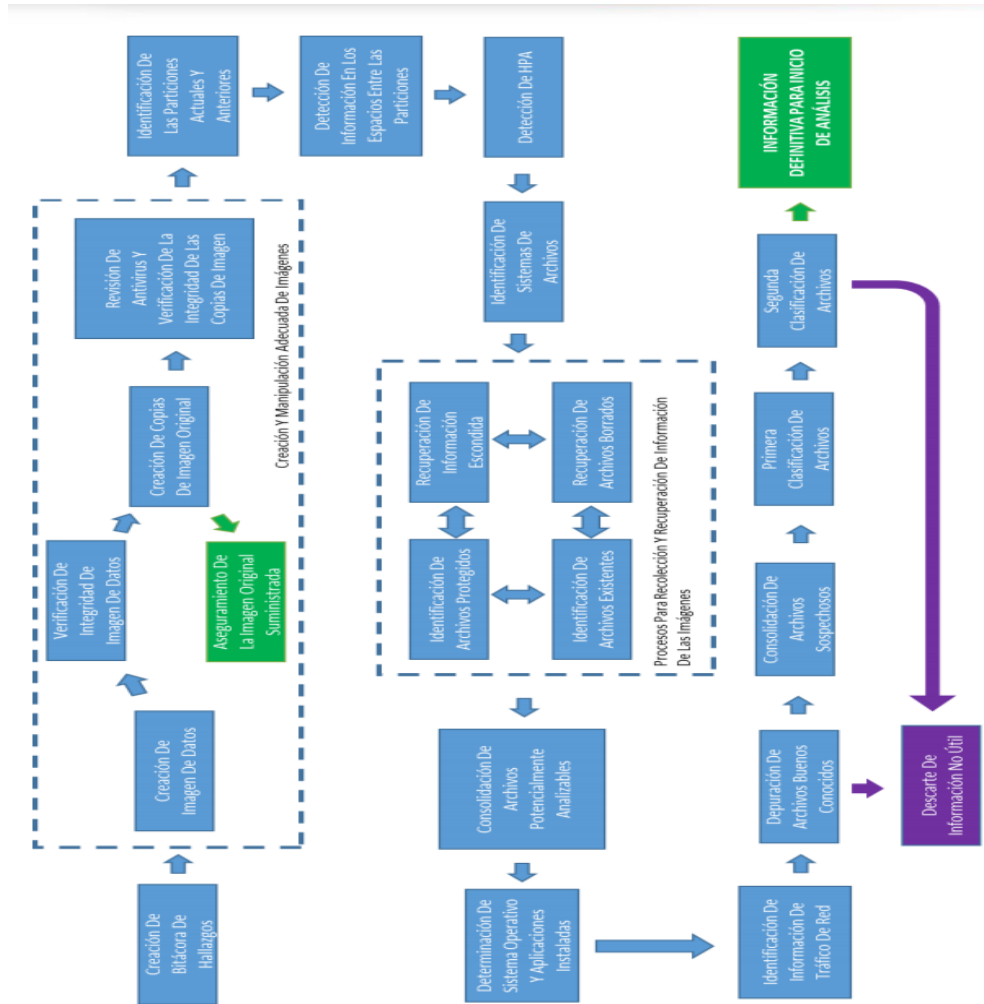 Creación De
Bitácora De
Hallazgos
Creación De
Imagen De Datos
Verificación De
Integridad De
Imagen De Datos
Creación De Copias
De Imagen Original
Aseguramiento De
La Imagen Original
Suministrada
Revisión De
Antivirus Y
Verificación De La
Integridad De Las
Copias De Imagen
Creación Y Manipulación Adecuada De Imágenes
Identificación De
Las Particiones
Actuales Y
Anteriores
Detección De
Información En Los
Espacios Entre Las
Particiones
Detección De HPA
Identificación De
Sistemas De
Archivos
Identificación De
Archivos Protegidos
Recuperación De
Información
Escondida
Identificación De
Archivos Existentes
Recuperación De
Archivos Borrados
Procesos Para Recolección Y Recuperación De Información
De Las Imágenes
Consolidación De
Archivos
Potencialmente
Analizables
Determinación De
Sistema Operativo
Y Aplicaciones
Instaladas
Identificación De
Información De
Tráfico De Red
Depuración De
Archivos Buenos
Conocidos
Consolidación De
Archivos
Sospechosos
Primera
Clasificación De
Archivos
Segunda
Clasificación De
Archivos
INFORMACIÓN
DEFINITIVA PARA INICIO
DE ANÁLISIS
Descarte De
Información No Útil